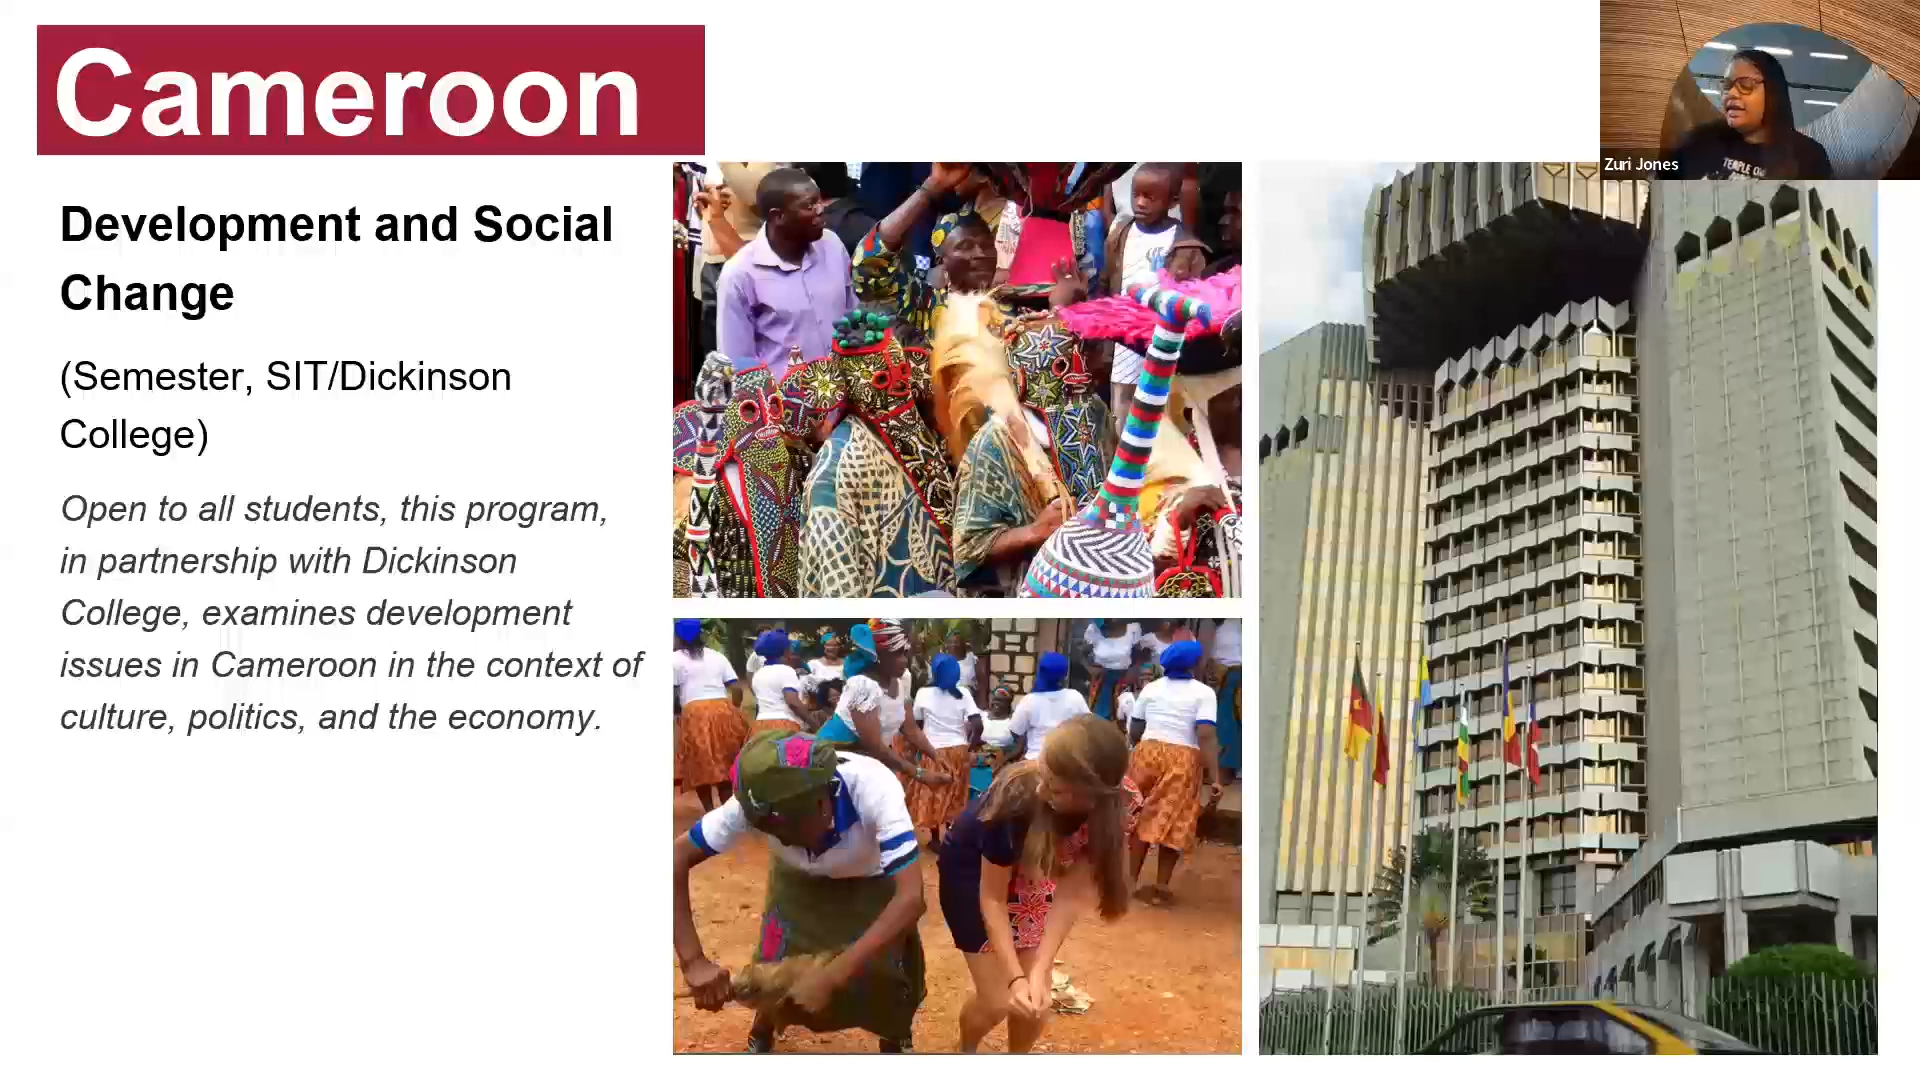 Cameroon
Zuri Jones
TEMPLE
Development and Social
Change
(Semester, SIT/Dickinson
College)
Open to all students, this program,
in partnership with Dickinson
College, examines development
issues in Cameroon in the context of
culture, politics, and the economy.